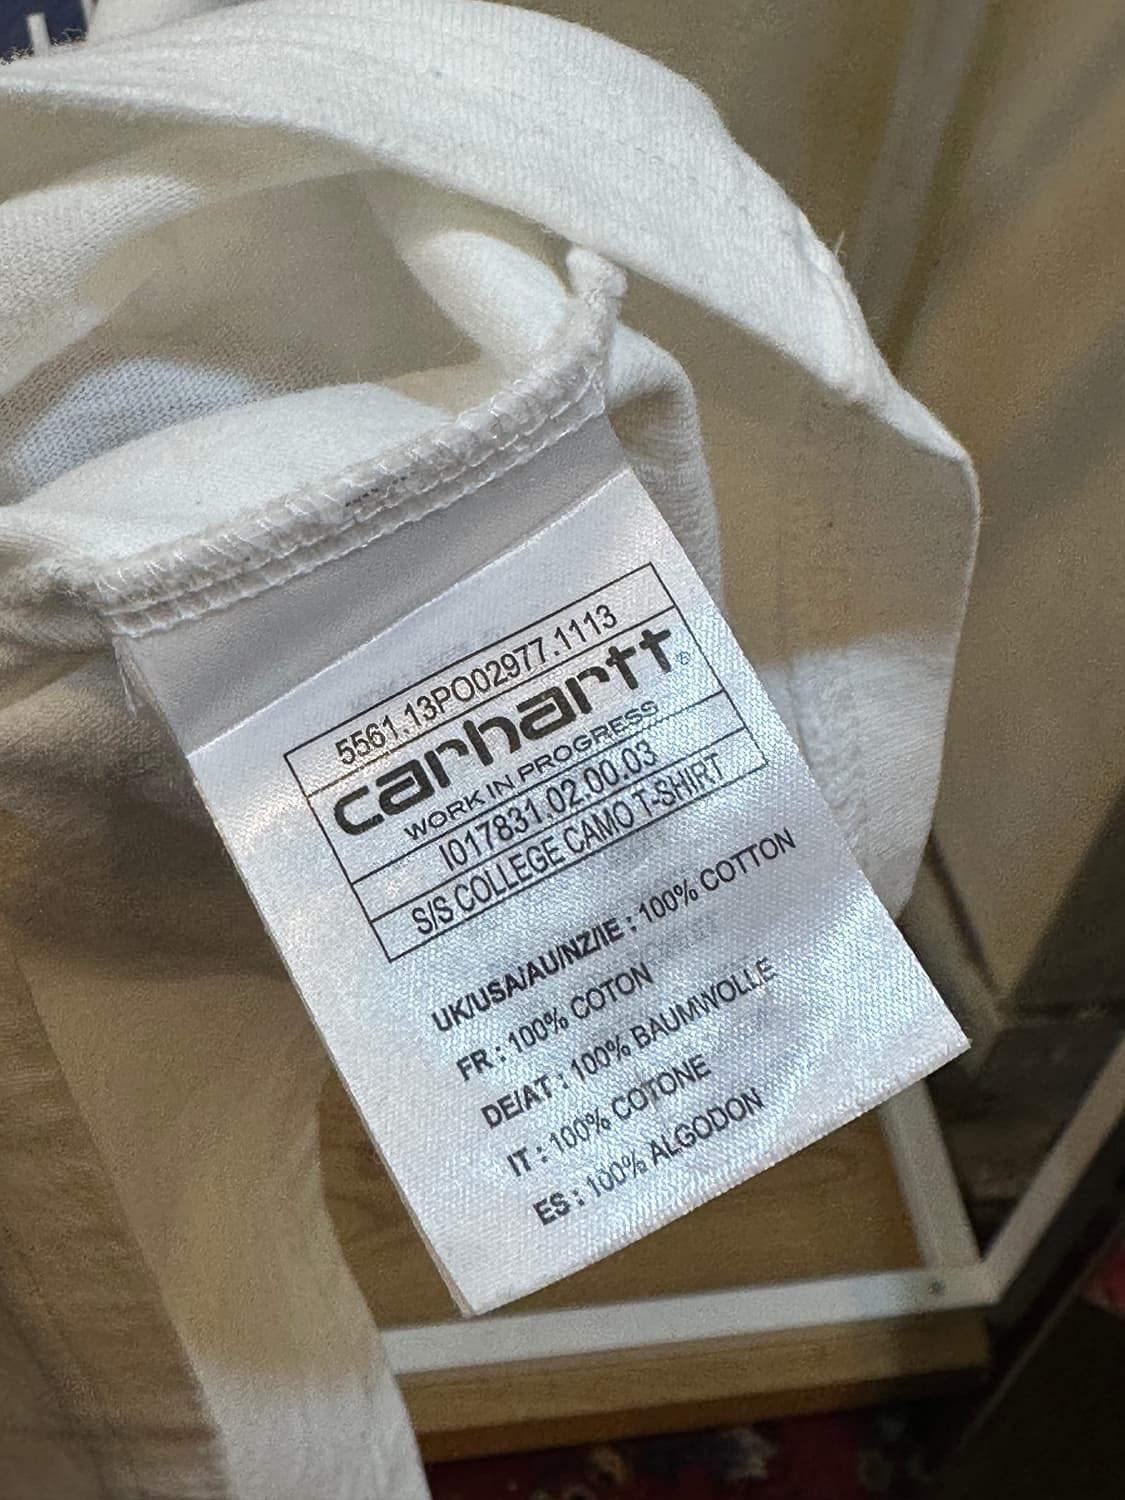 5561.13PO02977.1113
carhartt®
WORK IN PROGRESS
I017831.02.00.03
S/S COLLEGE CAMO T-SHIRT
UK/USA/AU/NZ/IE : 100% COTTON
FR : 100% COTON
DE/AT : 100% BAUMWOLLE
IT : 100% COTONE
ES : 100% ALGODON